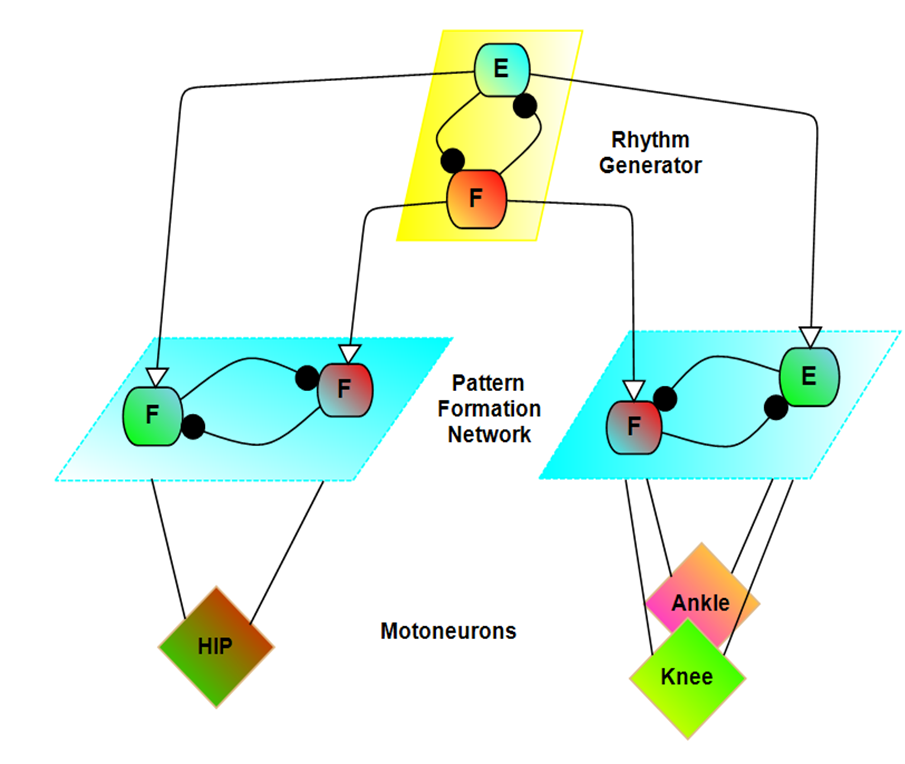 E
Rhythm
Generator
F
F
F
Pattern
Formation
Network
F
E
HIP
Motoneurons
Ankle
Knee